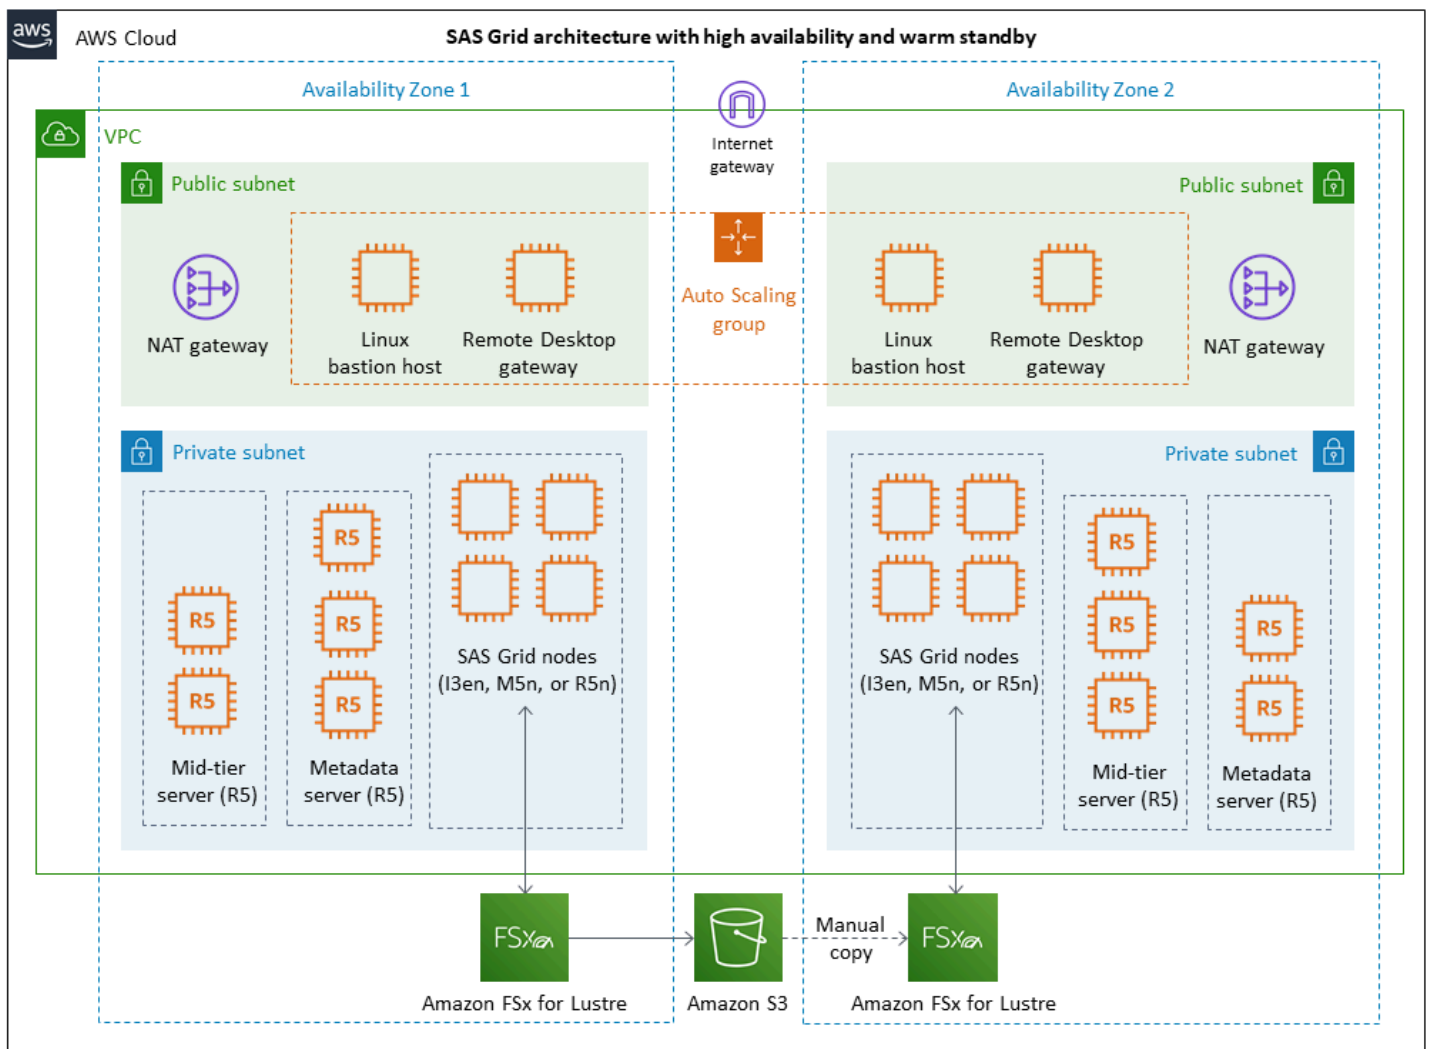 aws
AWS Cloud
SAS Grid architecture with high availability and warm standby
Availability Zone 1
Availability Zone 2
Internet
gateway
VPC
Public subnet
Public subnet
NAT gateway
Linux
bastion host
Remote Desktop
gateway
Auto Scaling
group
Linux
bastion host
Remote Desktop
gateway
NAT gateway
Private subnet
Private subnet
R5
R5
Mid-tier
server (R5)
R5
R5
R5
Metadata
server (R5)
SAS Grid nodes
(I3en, M5n, or R5n)
SAS Grid nodes
(I3en, M5n, or R5n)
R5
R5
R5
Mid-tier
server (R5)
R5
R5
Metadata
server (R5)
FSx
Amazon FSx for Lustre
Amazon S3
Manual
copy
FSx
Amazon FSx for Lustre